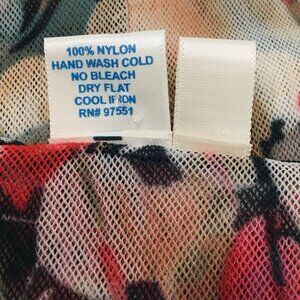 100% NYLON
HAND WASH COLD
NO BLEACH
DRY FLAT
COOL IRON
RN# 97551